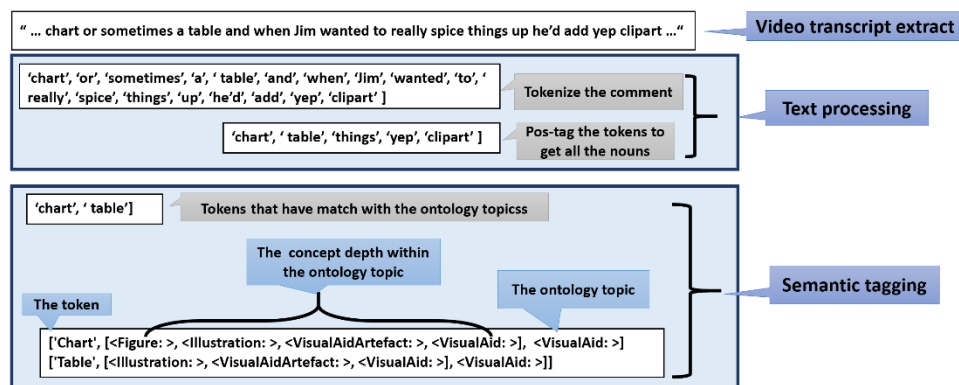 “ … chart or sometimes a table and when Jim wanted to really spice things up he’d add yep clipart …“
Video transcript extract
‘chart’, ‘or’, ‘sometimes’, ‘a’, ‘ table’, ‘and’, ‘when’, ‘Jim’, ‘wanted’, ‘to’, ‘
really’, ‘spice’, ‘things’, ‘up’, ‘he’d’, ‘add’, ‘yep’, ‘clipart’ ]
Tokenize the comment
Text processing
‘chart’, ‘ table’, ‘things’, ‘yep’, ‘clipart’ ]
Pos-tag the tokens to
get all the nouns
‘chart’, ‘ table’]
Tokens that have match with the ontology topicss
The concept depth within
the ontology topic
The ontology topic
Semantic tagging
The token
['Chart', [<Figure: >, <Illustration: >, <VisualAidArtefact: >, <VisualAid: >], <VisualAid: >]
['Table', [<Illustration: >, <VisualAidArtefact: >, <VisualAid: >], <VisualAid: >]]